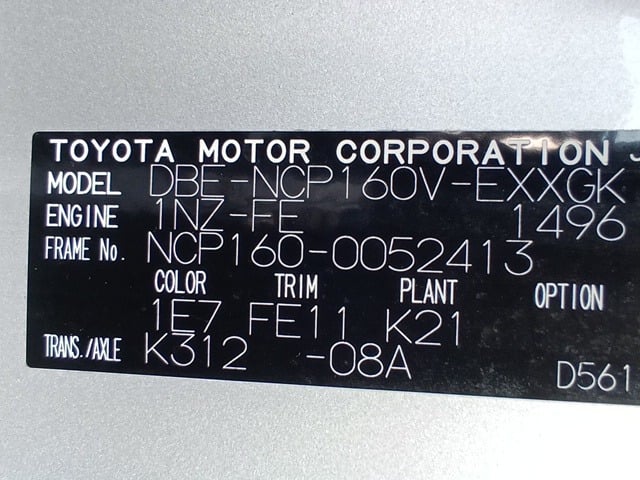 TOYOTA MOTOR CORPORATION
MODEL DBE-NCP160V-EXXGK
ENGINE 1NZ-FE 1496
FRAME No. NCP160-0052413
COLOR TRIM PLANT OPTION
1E7 FE11 K21
TRANS./AXLE K312 -08A
D561